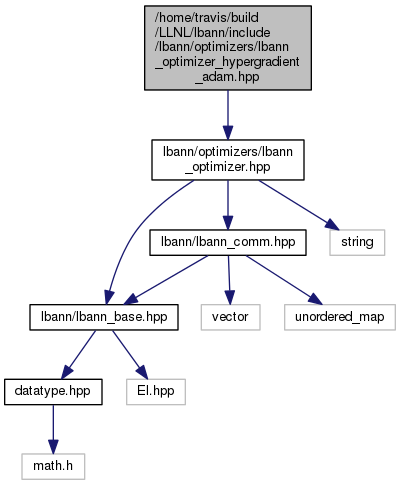 /home/travis/build
/LLNL/lbann/include
/lbann/optimizers/lbann
_optimizer_hypergradient
_adam.hpp
lbann/optimizers/lbann
_optimizer.hpp
lbann/lbann_comm.hpp
string
lbann/lbann_base.hpp
vector
unordered_map
datatype.hpp
El.hpp
math.h